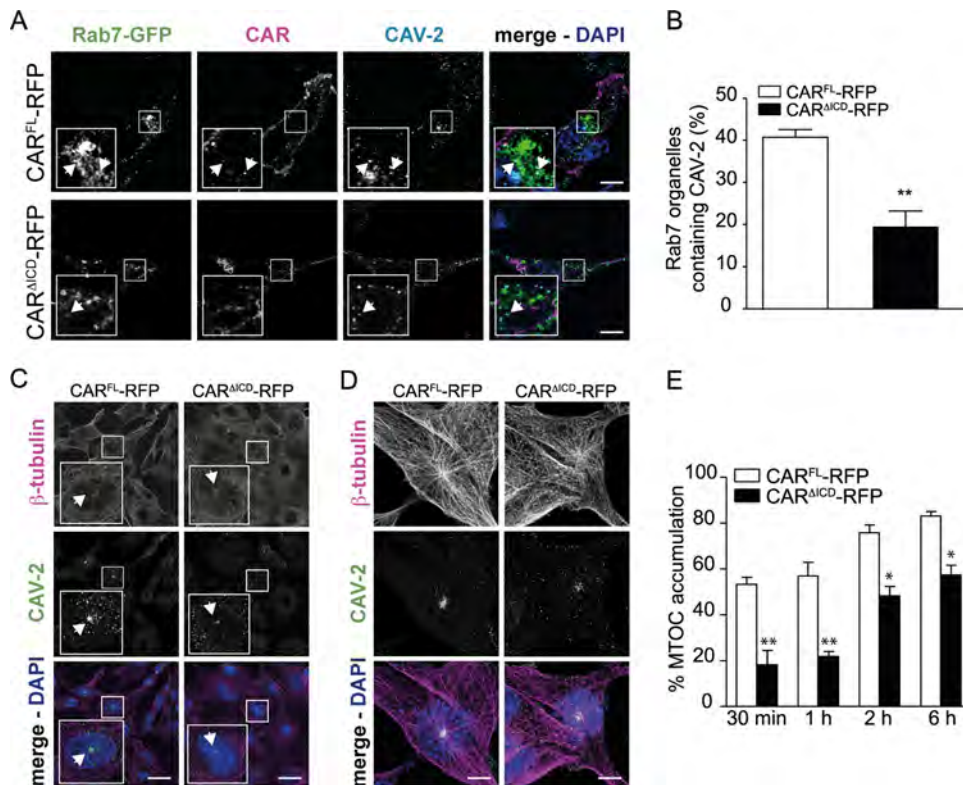 A
Rab7-GFP
CAR
CAV-2
merge - DAPI
CARFL-RFP
CARΔICD-RFP
B
CARFL-RFP
CARΔICD-RFP
Rab7 organelles
containing CAV-2 (%)
50
40
30
20
10
0
**
C
CARFL-RFP
CARΔICD-RFP
β-tubulin
CAV-2
merge - DAPI
D
CARFL-RFP
CARΔICD-RFP
β-tubulin
CAV-2
merge - DAPI
E
CARFL-RFP
CARΔICD-RFP
% MTOC accumulation
100
80
60
40
20
0
**
**
*
*
30 min
1 h
2 h
6 h